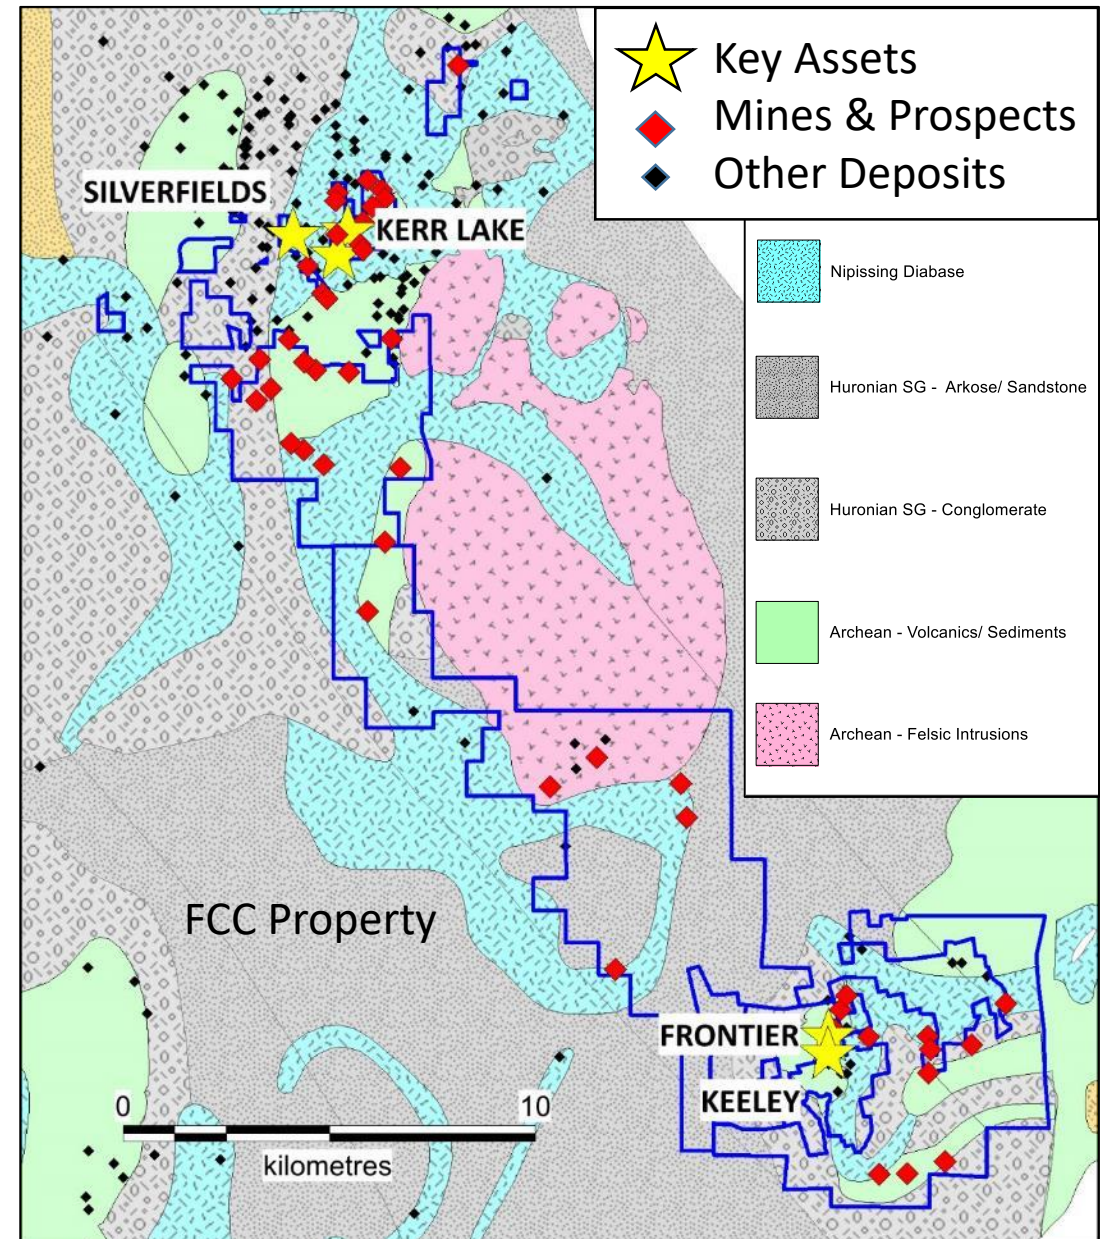 Key Assets
Mines & Prospects
Other Deposits
SILVERFIELDS
KERR LAKE
Nipissing Diabase
Huronian SG - Arkose/ Sandstone
Huronian SG - Conglomerate
Archean - Volcanics/ Sediments
Archean - Felsic Intrusions
FCC Property
FRONTIER
KEELEY
0 10
kilometres